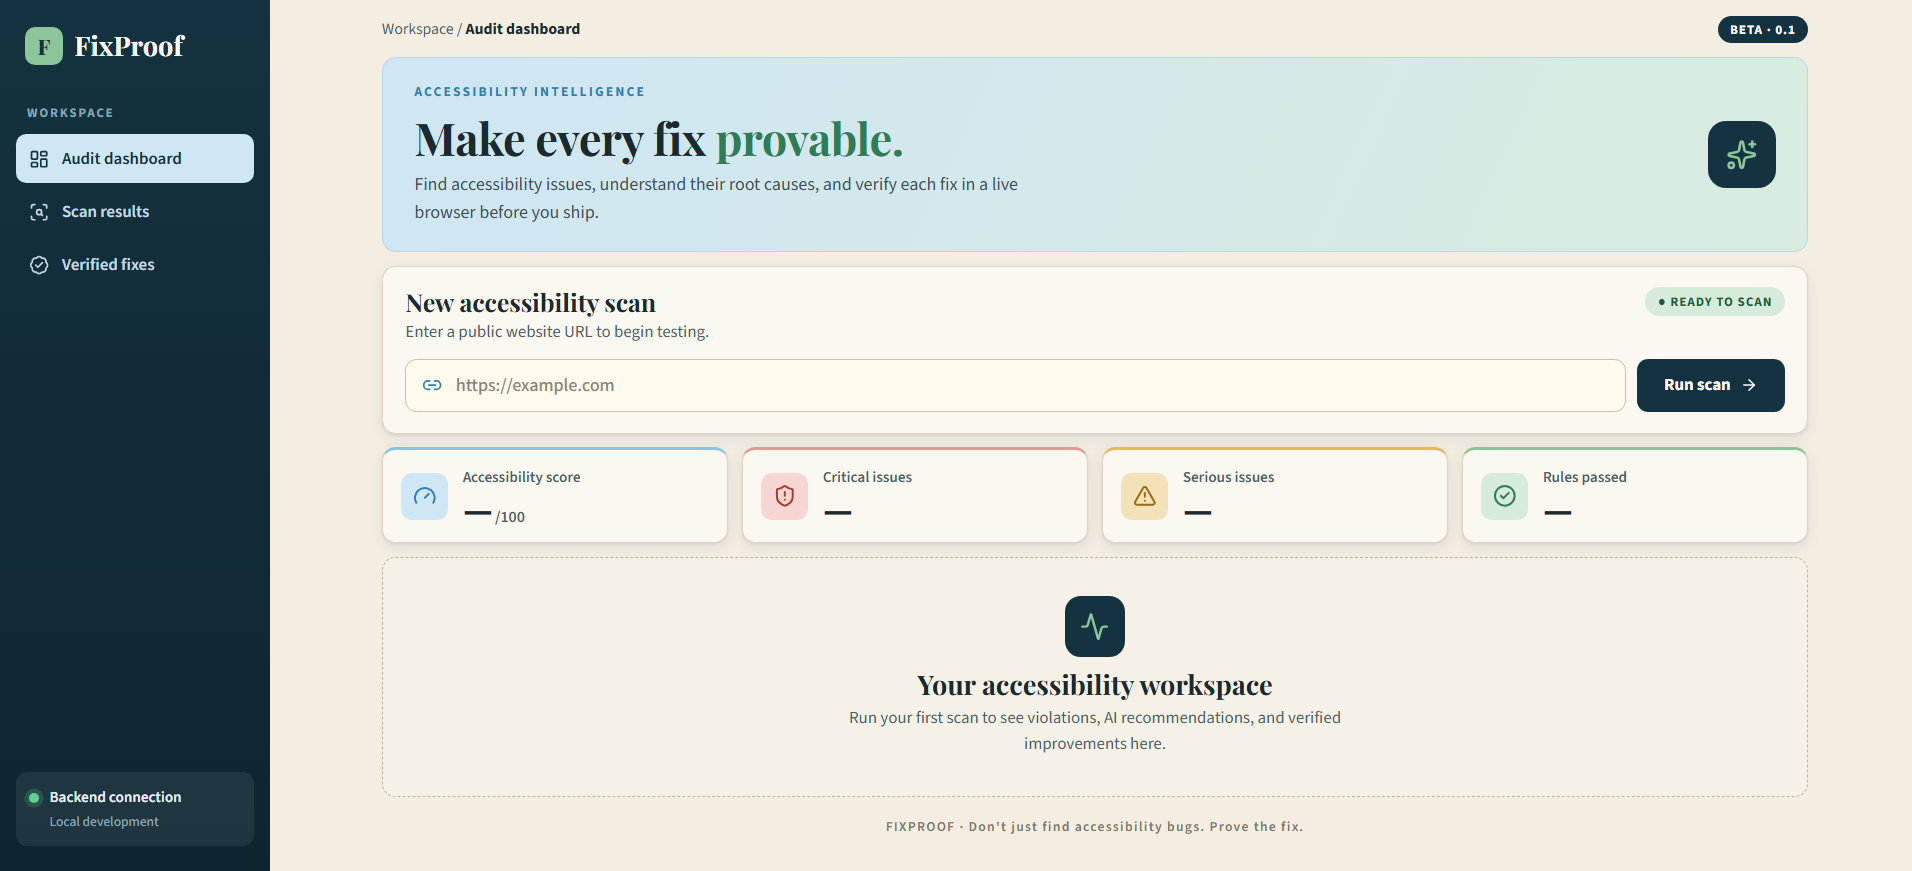 F FixProof
WORKSPACE
Audit dashboard
Scan results
Verified fixes
Backend connection
Local development
Workspace / Audit dashboard
BETA · 0.1
ACCESSIBILITY INTELLIGENCE
Make every fix provable.
Find accessibility issues, understand their root causes, and verify each fix in a live
browser before you ship.
New accessibility scan
READY TO SCAN
Enter a public website URL to begin testing.
https://example.com
Run scan
Accessibility score
— /100
Critical issues
—
Serious issues
—
Rules passed
—
Your accessibility workspace
Run your first scan to see violations, AI recommendations, and verified
improvements here.
FIXPROOF · Don't just find accessibility bugs. Prove the fix.